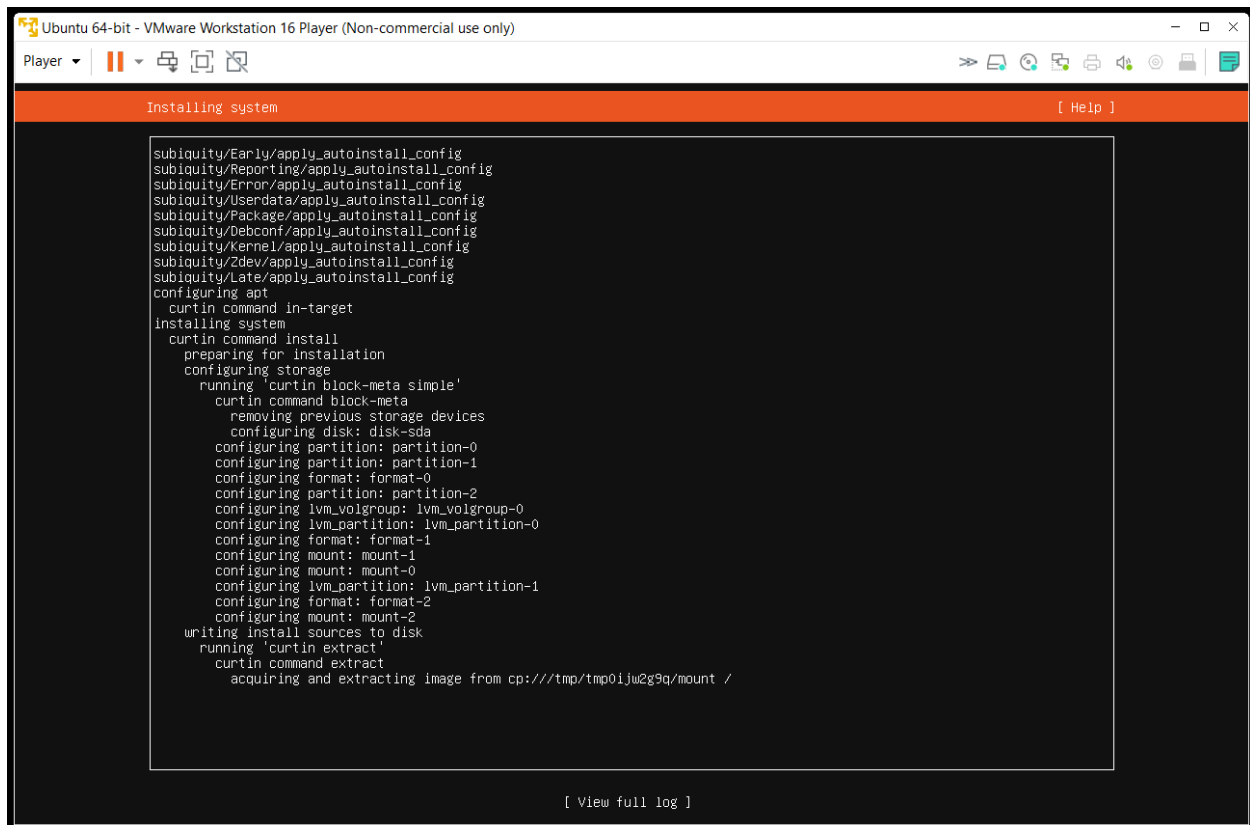 Ubuntu 64-bit - VMware Workstation 16 Player (Non-commercial use only)
Player
Installing system [ Help ]
subiquity/Early/apply_autoinstall_config
subiquity/Reporting/apply_autoinstall_config
subiquity/Error/apply_autoinstall_config
subiquity/Userdata/apply_autoinstall_config
subiquity/Package/apply_autoinstall_config
subiquity/Debconf/apply_autoinstall_config
subiquity/Kernel/apply_autoinstall_config
subiquity/Zdev/apply_autoinstall_config
subiquity/Late/apply_autoinstall_config
configuring apt
curtin command in-target
installing system
curtin command install
preparing for installation
configuring storage
running 'curtin block-meta simple'
curtin command block-meta
removing previous storage devices
configuring disk: disk-sda
configuring partition: partition-0
configuring partition: partition-1
configuring format: format-0
configuring partition: partition-2
configuring lvm_volgroup: lvm_volgroup-0
configuring lvm_partition: lvm_partition-0
configuring format: format-1
configuring mount: mount-1
configuring mount: mount-0
configuring lvm_partition: lvm_partition-1
configuring format: format-2
configuring mount: mount-2
writing install sources to disk
running 'curtin extract'
curtin command extract
acquiring and extracting image from cp:///tmp/tmp0ijw2g9q/mount /
[ View full log ]